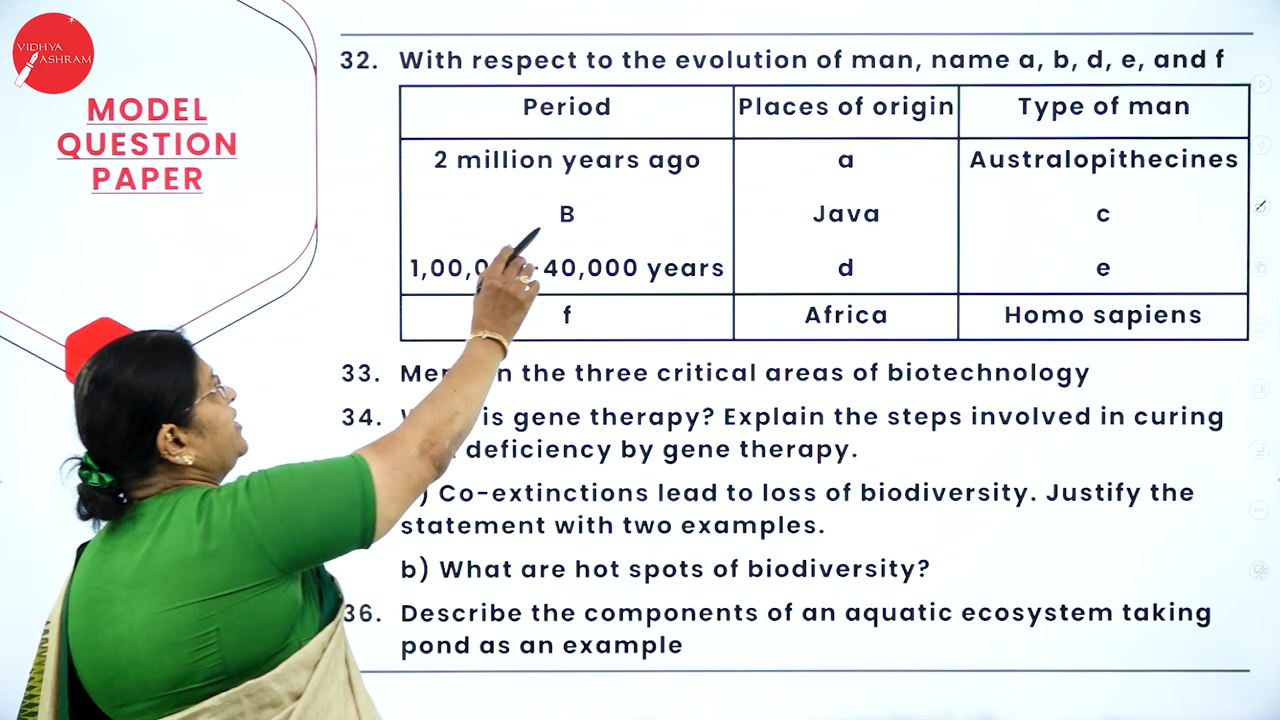 VIDHYA
ASHRAM
MODEL
QUESTION
PAPER
32. With respect to the evolution of man, name a, b, d, e, and f
Period Places of origin Type of man
2 million years ago a Australopithecines
B Java c
1,00,0 -40,000 years d e
f Africa Homo sapiens
33. Me n the three critical areas of biotechnology
34. is gene therapy? Explain the steps involved in curing
deficiency by gene therapy.
) Co-extinctions lead to loss of biodiversity. Justify the
statement with two examples.
b) What are hot spots of biodiversity?
36. Describe the components of an aquatic ecosystem taking
pond as an example